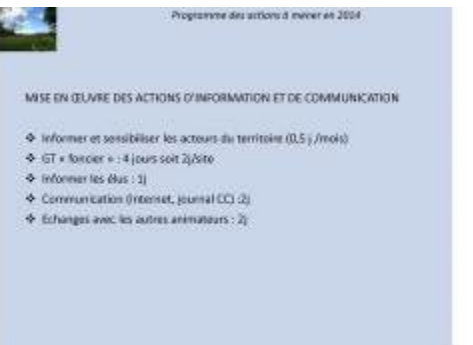 Programme des actions à mener en 2014
MISE EN ŒUVRE DES ACTIONS D'INFORMATION ET DE COMMUNICATION
❖ Informer et sensibiliser les acteurs du territoire (0,5 j /mois)
❖ GT « foncier » : 4 jours soit 2j/site
❖ Informer les élus : 1j
❖ Communication (Internet, journal CC) :2j
❖ Echanges avec les autres animateurs : 2j